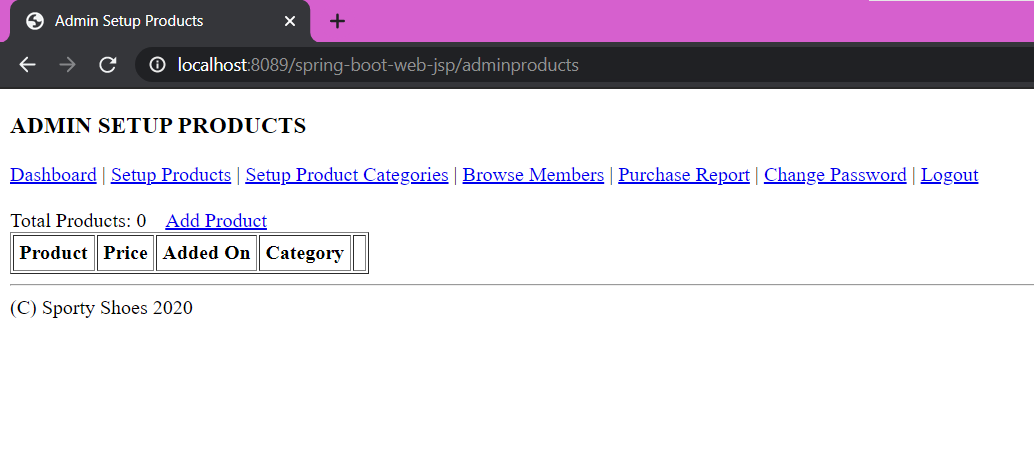 Admin Setup Products
localhost:8089/spring-boot-web-jsp/adminproducts
ADMIN SETUP PRODUCTS
Dashboard | Setup Products | Setup Product Categories | Browse Members | Purchase Report | Change Password | Logout
Total Products: 0 Add Product
Product Price Added On Category
(C) Sporty Shoes 2020